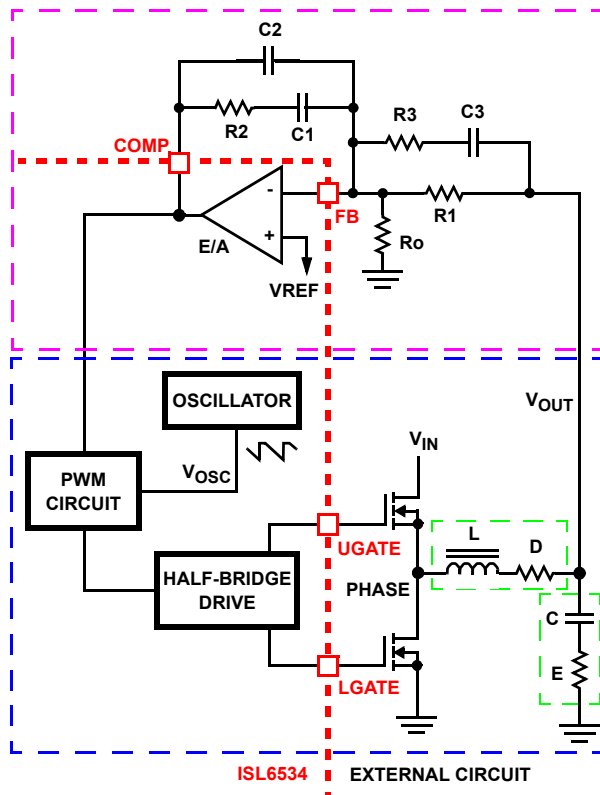 C2
R2
C1
R3
C3
COMP
R1
FB
E/A
-
+
Ro
VREF
OSCILLATOR
VOUT
VIN
PWM
CIRCUIT
VOSC
UGATE
L
D
HALF-BRIDGE
DRIVE
PHASE
C
E
LGATE
ISL6534
EXTERNAL CIRCUIT